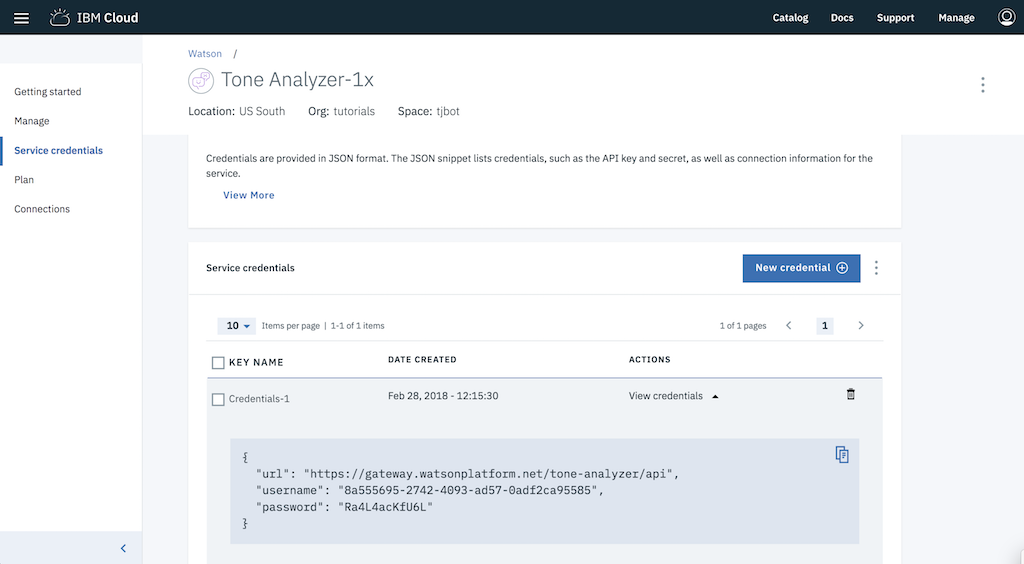 IBM Cloud
Catalog Docs Support Manage
Getting started
Manage
Service credentials
Plan
Connections
Watson /
Tone Analyzer-1x
Location: US South Org: tutorials Space: tjbot
Credentials are provided in JSON format. The JSON snippet lists credentials, such as the API key and secret, as well as connection information for the
service.
View More
Service credentials
New credential
10 Items per page | 1-1 of 1 items
1 of 1 pages 1
KEY NAME DATE CREATED ACTIONS
Credentials-1 Feb 28, 2018 - 12:15:30 View credentials
{
"url": "https://gateway.watsonplatform.net/tone-analyzer/api",
"username": "8a555695-2742-4093-ad57-0adf2ca95585",
"password": "Ra4L4acKfU6L"
}